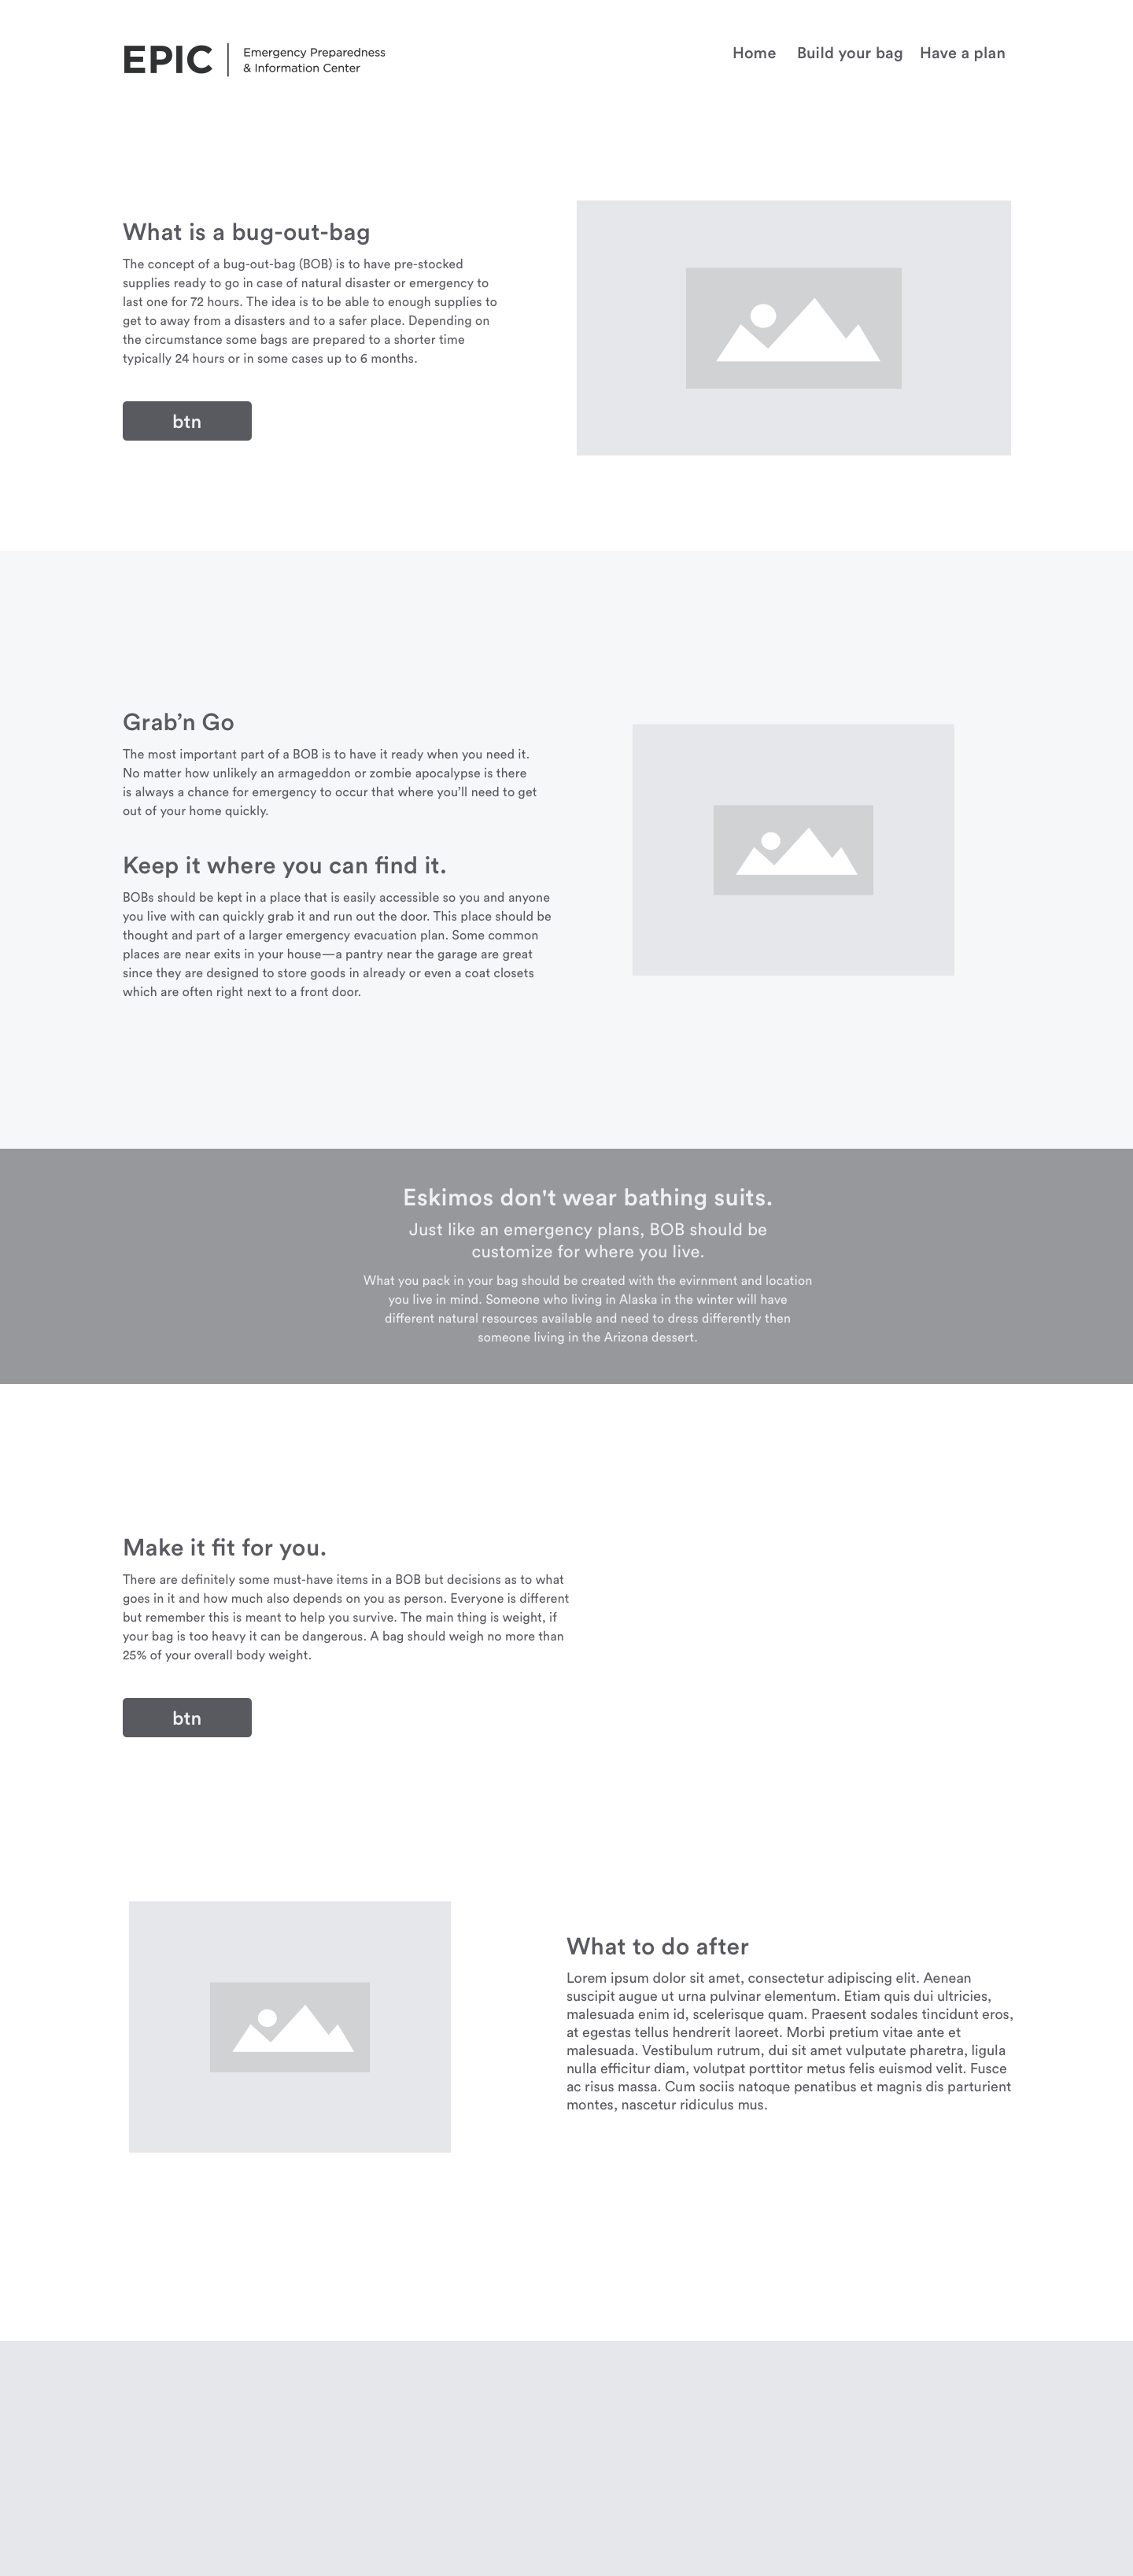 EPIC
Emergency Preparedness
& Information Center
Home Build your bag Have a plan
What is a bug-out-bag
The concept of a bug-out-bag (BOB) is to have pre-stocked
supplies ready to go in case of natural disaster or emergency to
last one for 72 hours. The idea is to be able to enough supplies to
get to away from a disasters and to a safer place. Depending on
the circumstance some bags are prepared to a shorter time
typically 24 hours or in some cases up to 6 months.
btn
Grab’n Go
The most important part of a BOB is to have it ready when you need it.
No matter how unlikely an armageddon or zombie apocalypse is there
is always a chance for emergency to occur that where you’ll need to get
out of your home quickly.
Keep it where you can find it.
BOBs should be kept in a place that is easily accessible so you and anyone
you live with can quickly grab it and run out the door. This place should be
thought and part of a larger emergency evacuation plan. Some common
places are near exits in your house—a pantry near the garage are great
since they are designed to store goods in already or even a coat closets
which are often right next to a front door.
Eskimos don't wear bathing suits.
Just like an emergency plans, BOB should be
customize for where you live.
What you pack in your bag should be created with the evirnment and location
you live in mind. Someone who living in Alaska in the winter will have
different natural resources available and need to dress differently then
someone living in the Arizona dessert.
Make it fit for you.
There are definitely some must-have items in a BOB but decisions as to what
goes in it and how much also depends on you as person. Everyone is different
but remember this is meant to help you survive. The main thing is weight, if
your bag is too heavy it can be dangerous. A bag should weigh no more than
25% of your overall body weight.
btn
What to do after
Lorem ipsum dolor sit amet, consectetur adipiscing elit. Aenean
suscipit augue ut urna pulvinar elementum. Etiam quis dui ultricies,
malesuada enim id, scelerisque quam. Praesent sodales tincidunt eros,
at egestas tellus hendrerit laoreet. Morbi pretium vitae ante et
malesuada. Vestibulum rutrum, dui sit amet vulputate pharetra, ligula
nulla efficitur diam, volutpat porttitor metus felis euismod velit. Fusce
ac risus massa. Cum sociis natoque penatibus et magnis dis parturient
montes, nascetur ridiculus mus.